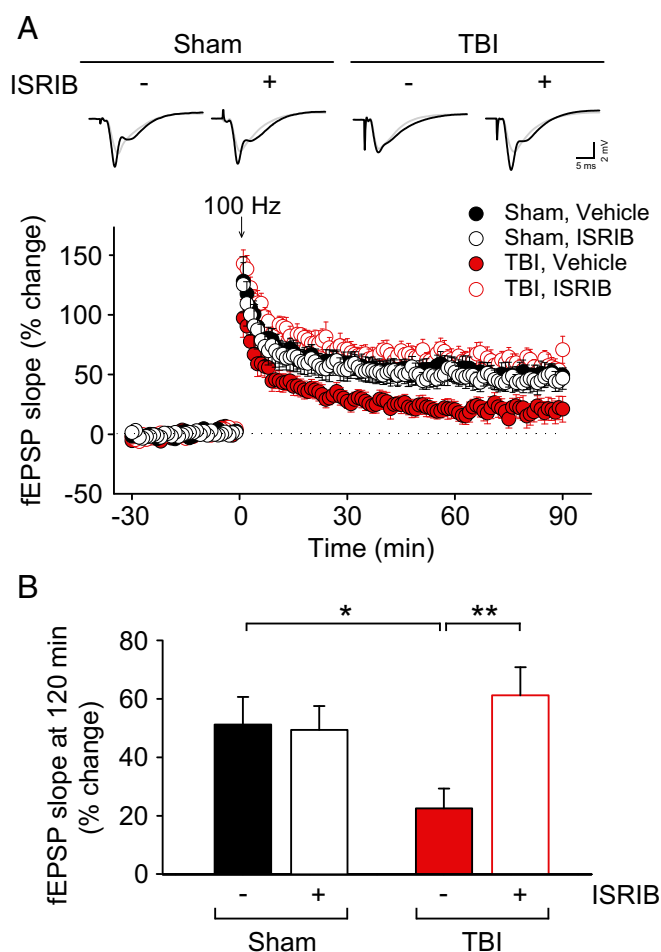 A
Sham TBI
ISRIB - + - +
5 ms
2 mV
100 Hz
Sham, Vehicle
Sham, ISRIB
TBI, Vehicle
TBI, ISRIB
fEPSP slope (% change)
150
100
50
0
-50
-30 0 30 60 90
Time (min)
B
* **
fEPSP slope at 120 min
(% change)
80
60
40
20
0
- + - + ISRIB
Sham TBI